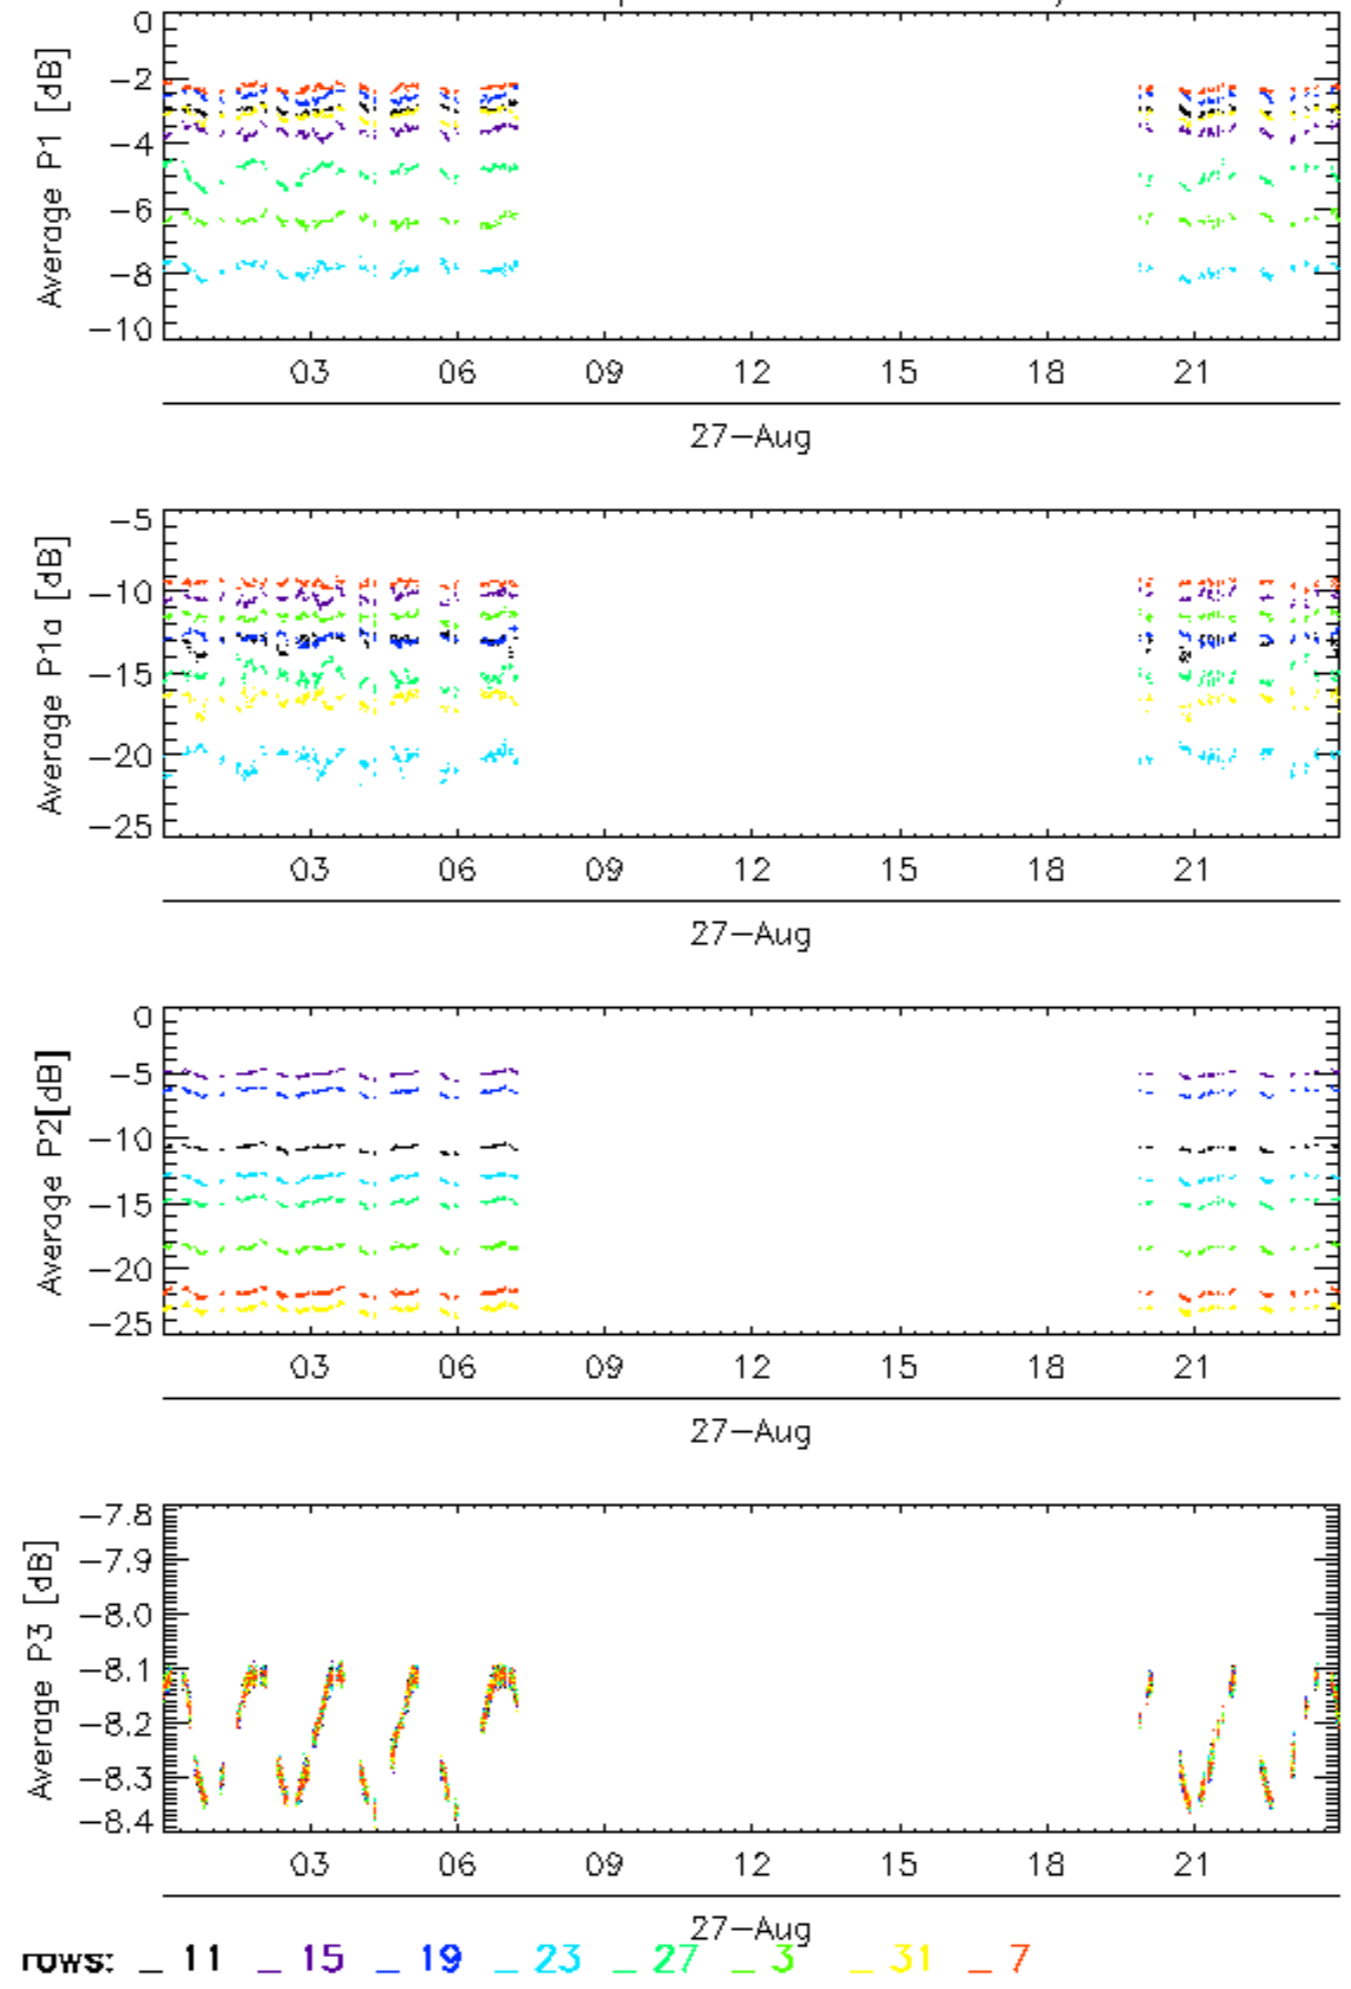 0
−2
−4
−6
−8
−10
Average P1 [dB]
03 06 09 12 15 18 21
27−Aug
−5
−10
−15
−20
−25
Average P1a [dB]
03 06 09 12 15 18 21
27−Aug
0
−5
−10
−15
−20
−25
Average P2[dB]
03 06 09 12 15 18 21
27−Aug
−7.8
−7.9
−8.0
−8.1
−8.2
−8.3
−8.4
Average P3 [dB]
03 06 09 12 15 18 21
27−Aug
rows: _ 11 _ 15 _ 19 _ 23 _ 27 _ 3 _ 31 _ 7